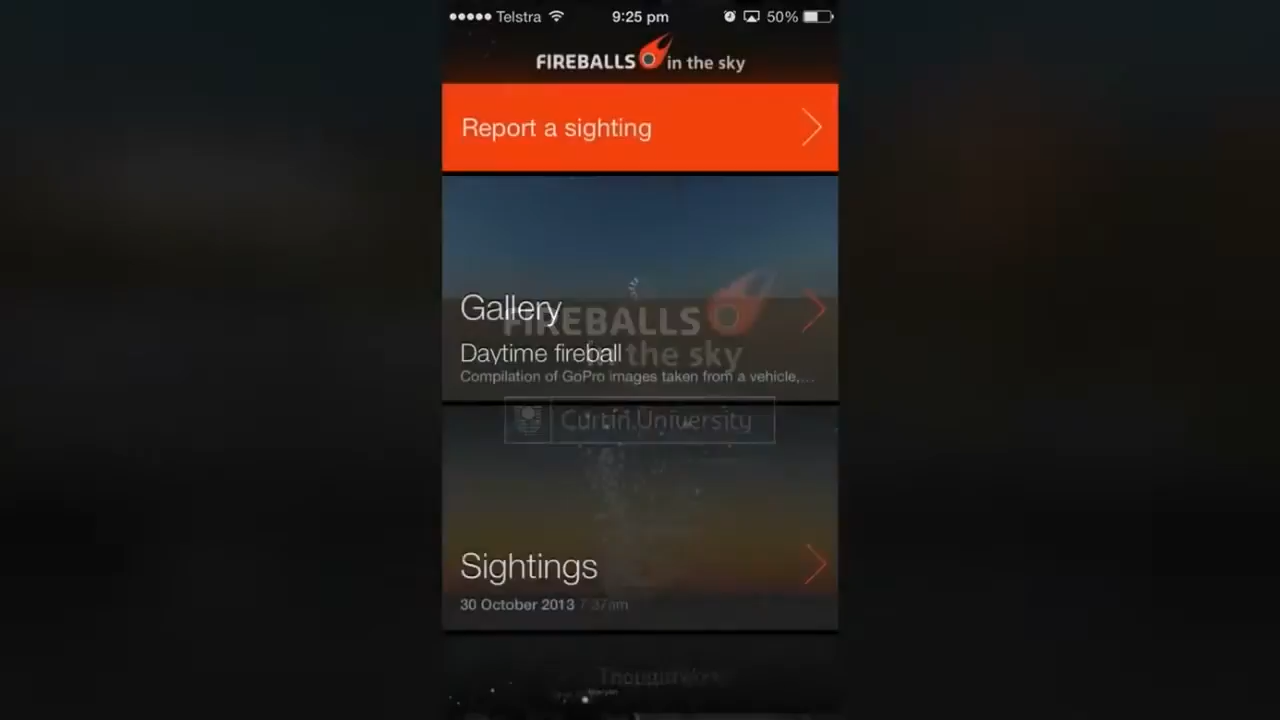 Telstra 9:25 pm 50%
FIREBALLS in the sky
Report a sighting
Gallery
FIREBALLS
in the sky
Daytime fireball
Compilation of GoPro images taken from a vehicle,...
Curtin University
Sightings
30 October 2013 7:37am